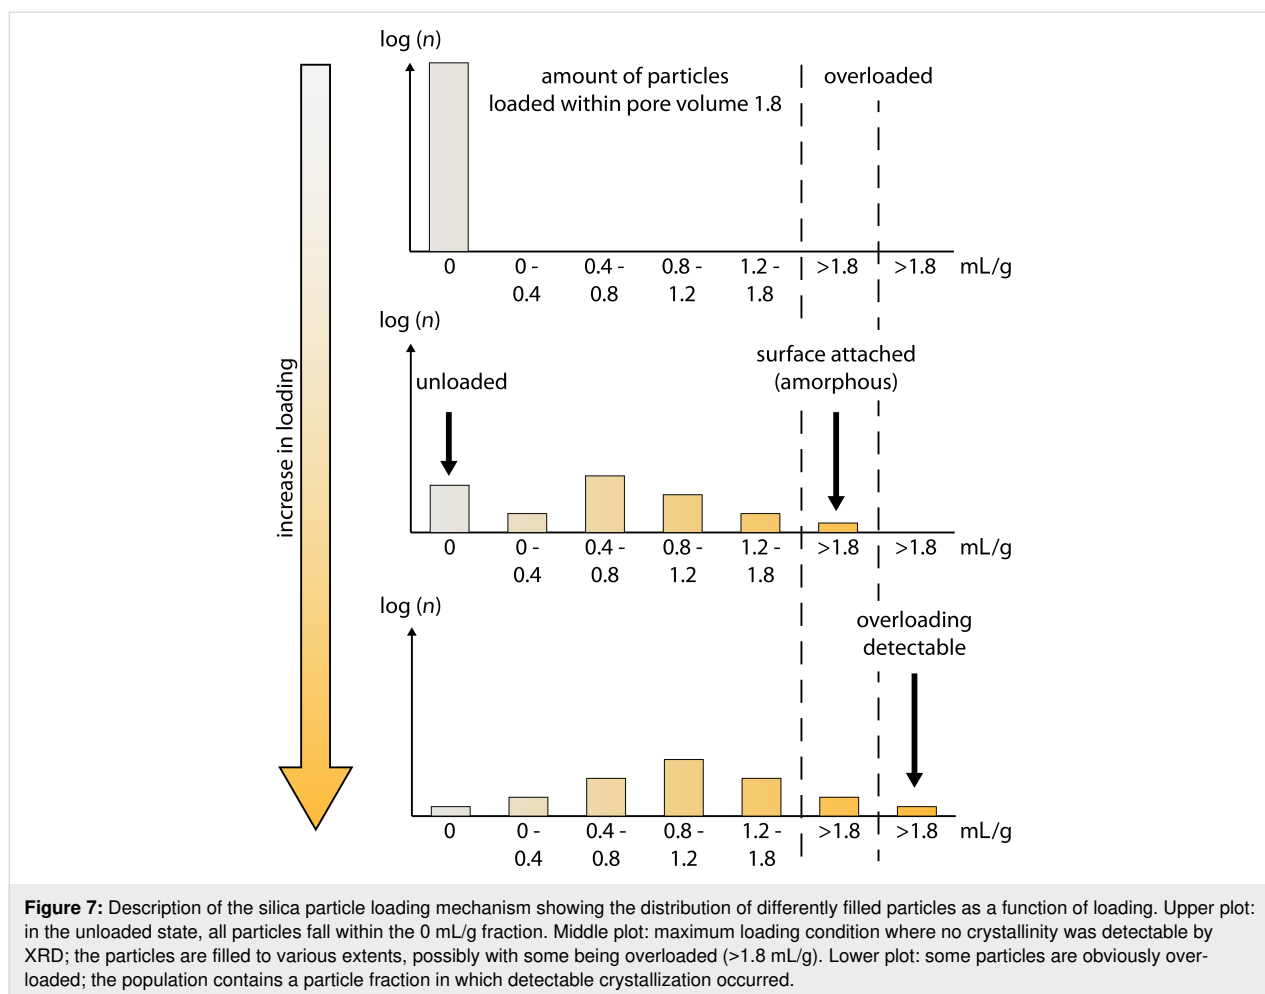 log (n)
amount of particles
loaded within pore volume 1.8
overloaded
0
0 -
0.4
0.4 -
0.8
0.8 -
1.2
1.2 -
1.8
>1.8
>1.8
mL/g
increase in loading
log (n)
unloaded
surface attached
(amorphous)
0
0 -
0.4
0.4 -
0.8
0.8 -
1.2
1.2 -
1.8
>1.8
>1.8
mL/g
log (n)
overloading
detectable
0
0 -
0.4
0.4 -
0.8
0.8 -
1.2
1.2 -
1.8
>1.8
>1.8
mL/g
Figure 7: Description of the silica particle loading mechanism showing the distribution of differently filled particles as a function of loading. Upper plot:
in the unloaded state, all particles fall within the 0 mL/g fraction. Middle plot: maximum loading condition where no crystallinity was detectable by
XRD; the particles are filled to various extents, possibly with some being overloaded (>1.8 mL/g). Lower plot: some particles are obviously over-
loaded; the population contains a particle fraction in which detectable crystallization occurred.